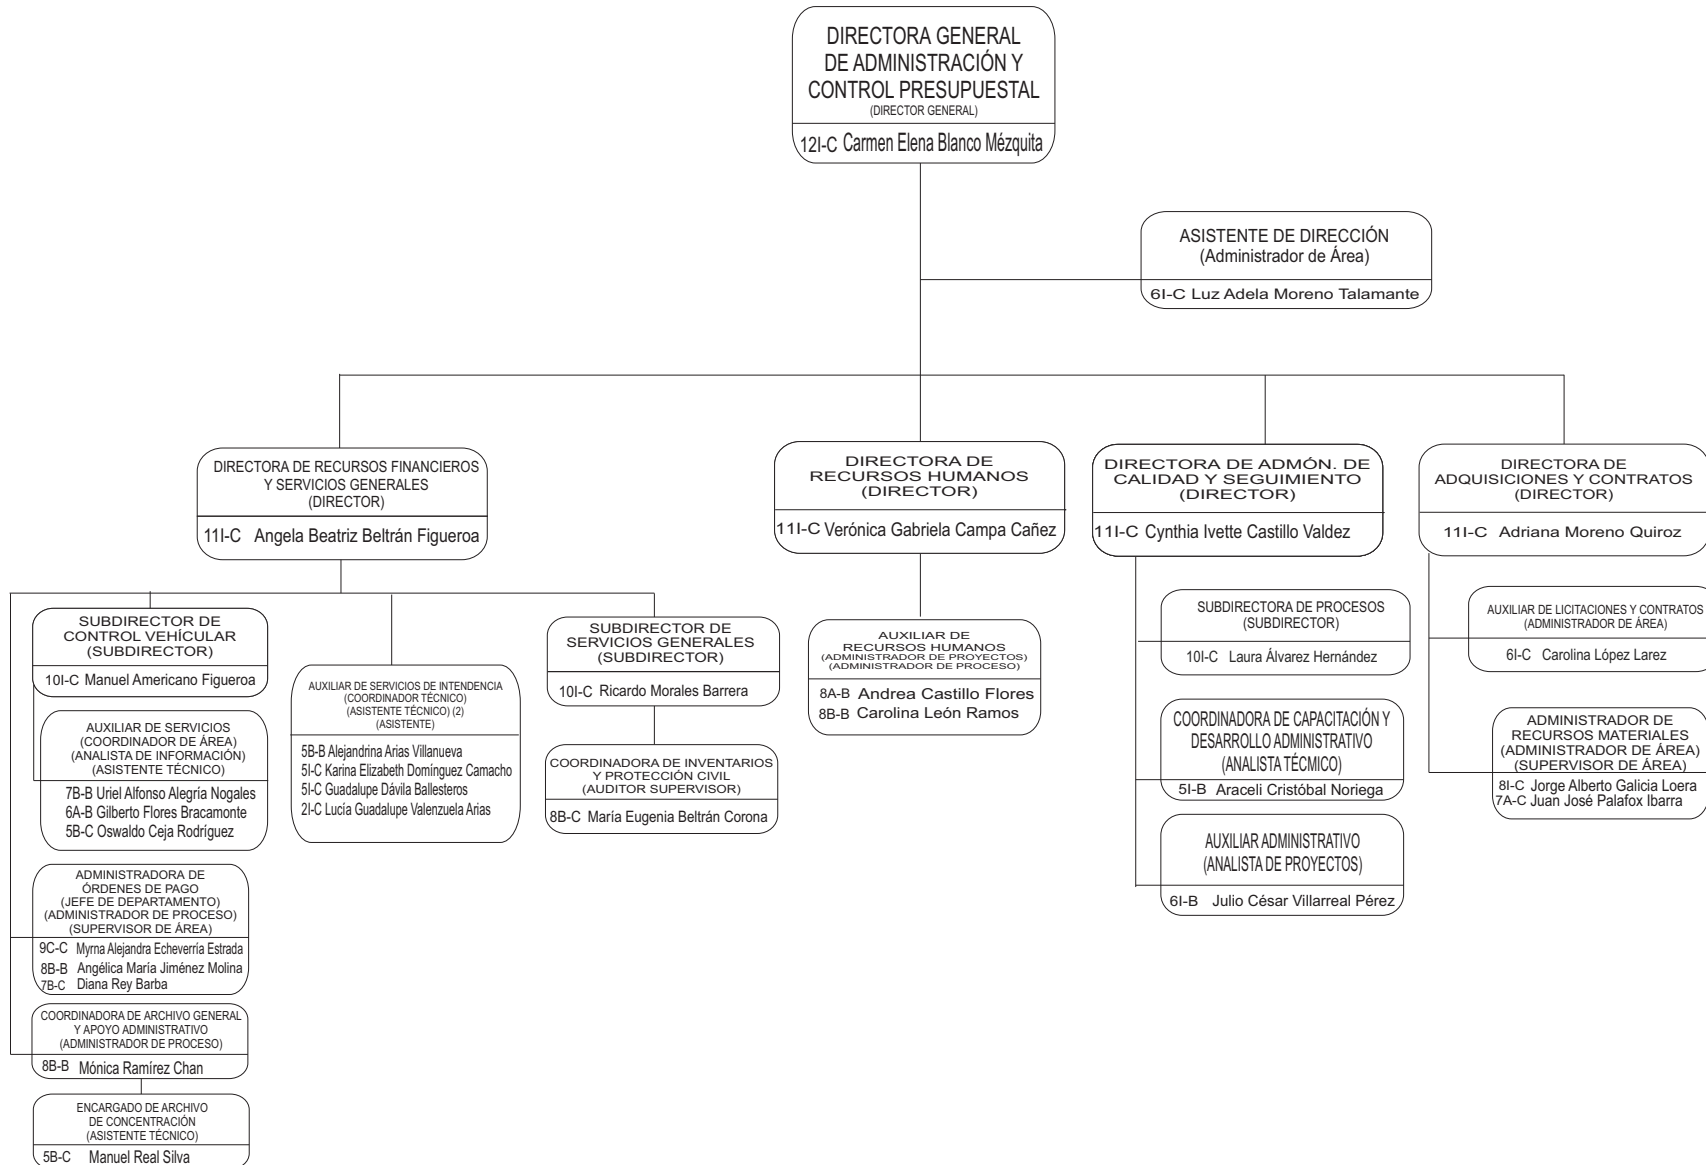 DIRECTORA GENERAL
DE ADMINISTRACIÓN Y
CONTROL PRESUPUESTAL
(DIRECTOR GENERAL)
12I-C Carmen Elena Blanco Mézquita
ASISTENTE DE DIRECCIÓN
(Administrador de Área)
6I-C Luz Adela Moreno Talamante
DIRECTORA DE RECURSOS FINANCIEROS
Y SERVICIOS GENERALES
(DIRECTOR)
11I-C Angela Beatriz Beltrán Figueroa
DIRECTORA DE
RECURSOS HUMANOS
(DIRECTOR)
11I-C Verónica Gabriela Campa Cañez
DIRECTORA DE ADMÓN. DE
CALIDAD Y SEGUIMIENTO
(DIRECTOR)
11I-C Cynthia Ivette Castillo Valdez
DIRECTORA DE
ADQUISICIONES Y CONTRATOS
(DIRECTOR)
11I-C Adriana Moreno Quiroz
SUBDIRECTOR DE
CONTROL VEHÍCULAR
(SUBDIRECTOR)
10I-C Manuel Americano Figueroa
AUXILIAR DE SERVICIOS
(COORDINADOR DE ÁREA)
(ANALISTA DE INFORMACIÓN)
(ASISTENTE TÉCNICO)
7B-B Uriel Alfonso Alegría Nogales
6A-B Gilberto Flores Bracamonte
5B-C Oswaldo Ceja Rodríguez
ADMINISTRADORA DE
ÓRDENES DE PAGO
(JEFE DE DEPARTAMENTO)
(ADMINISTRADOR DE PROCESO)
(SUPERVISOR DE ÁREA)
9C-C Myrna Alejandra Echeverría Estrada
8B-B Angélica María Jiménez Molina
7B-C Diana Rey Barba
COORDINADORA DE ARCHIVO GENERAL
Y APOYO ADMINISTRATIVO
(ADMINISTRADOR DE PROCESO)
8B-B Mónica Ramírez Chan
ENCARGADO DE ARCHIVO
DE CONCENTRACIÓN
(ASISTENTE TÉCNICO)
5B-C Manuel Real Silva
AUXILIAR DE SERVICIOS DE INTENDENCIA
(COORDINADOR TÉCNICO)
(ASISTENTE TÉCNICO) (2)
(ASISTENTE)
5B-B Alejandrina Arias Villanueva
5I-C Karina Elizabeth Domínguez Camacho
5I-C Guadalupe Dávila Ballesteros
2I-C Lucía Guadalupe Valenzuela Arias
SUBDIRECTOR DE
SERVICIOS GENERALES
(SUBDIRECTOR)
10I-C Ricardo Morales Barrera
COORDINADORA DE INVENTARIOS
Y PROTECCIÓN CIVIL
(AUDITOR SUPERVISOR)
8B-C María Eugenia Beltrán Corona
AUXILIAR DE
RECURSOS HUMANOS
(ADMINISTRADOR DE PROYECTOS)
(ADMINISTRADOR DE PROCESO)
8A-B Andrea Castillo Flores
8B-B Carolina León Ramos
SUBDIRECTORA DE PROCESOS
(SUBDIRECTOR)
10I-C Laura Álvarez Hernández
COORDINADORA DE CAPACITACIÓN Y
DESARROLLO ADMINISTRATIVO
(ANALISTA TÉCMICO)
5I-B Araceli Cristóbal Noriega
AUXILIAR ADMINISTRATIVO
(ANALISTA DE PROYECTOS)
6I-B Julio César Villarreal Pérez
AUXILIAR DE LICITACIONES Y CONTRATOS
(ADMINISTRADOR DE ÁREA)
6I-C Carolina López Larez
ADMINISTRADOR DE
RECURSOS MATERIALES
(ADMINISTRADOR DE ÁREA)
(SUPERVISOR DE ÁREA)
8I-C Jorge Alberto Galicia Loera
7A-C Juan José Palafox Ibarra